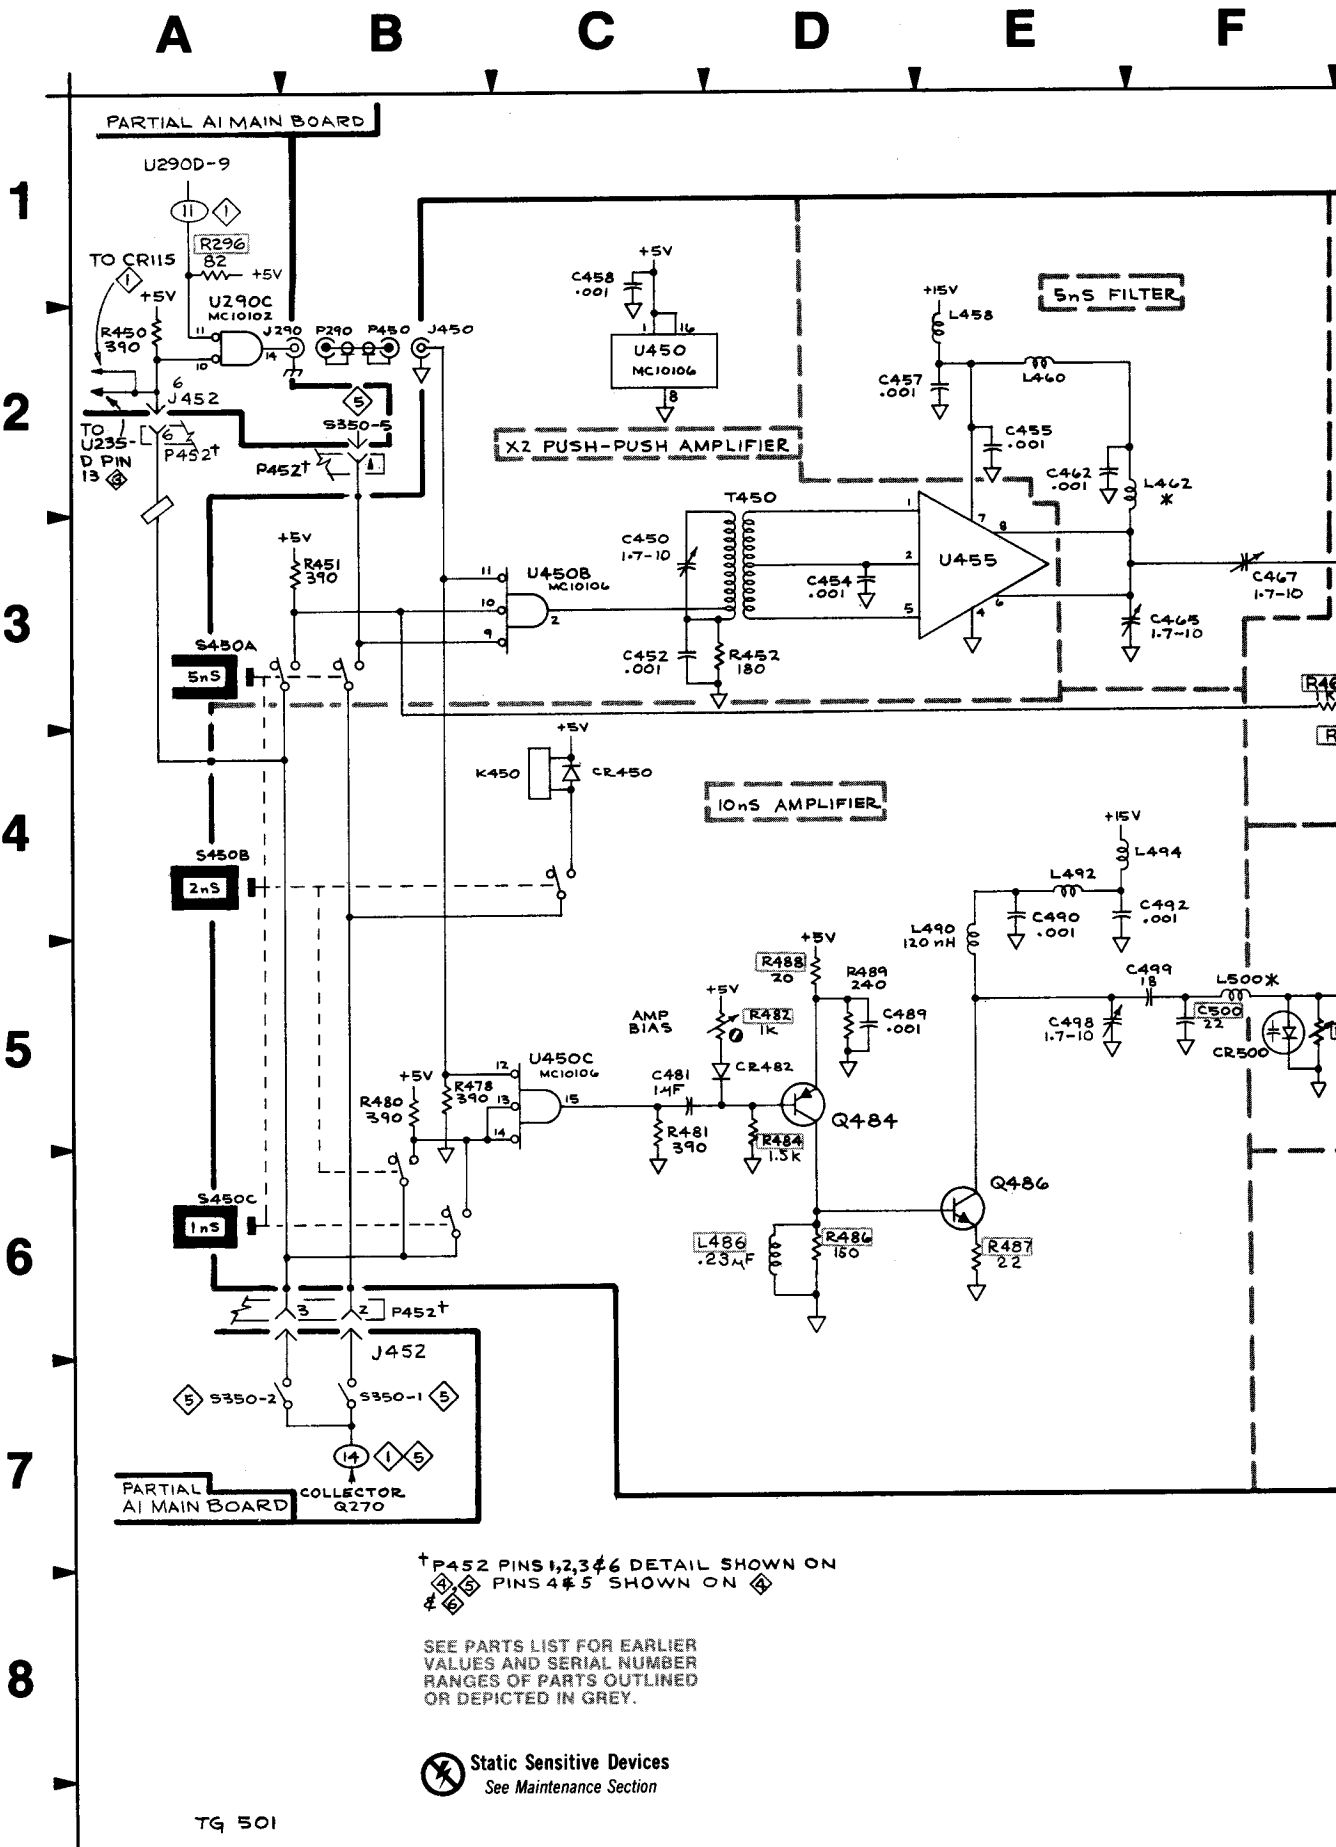 A B C D E F
PARTIAL A1 MAIN BOARD
U290D-9
1
11 1
R296
82
+5V
TO CR115
1
+5V
U290C
MC10102
R450
390
11
10
14
J290
P290
P450
J450
6
J452
2
5
TO
U235-
D PIN
13
6
P452†
S350-5
P452†
1
+5V
C458
.001
1
16
U450
MC10106
8
X2 PUSH-PUSH AMPLIFIER
5nS FILTER
+15V
L458
C457
.001
L460
C455
.001
C462
.001
L462
*
T450
1
2
5
7
8
4
6
U455
C450
1.7-10
C454
.001
C467
1.7-10
C465
1.7-10
3
+5V
R451
390
11
10
9
2
U450B
MC10106
C452
.001
R452
180
S450A
5nS
+5V
K450
CR450
10nS AMPLIFIER
4
S450B
2nS
+15V
L494
L492
C490
.001
C492
.001
L490
120 nH
+5V
R488
20
R489
240
C489
.001
C499
18
L500*
C500
22
C498
1.7-10
CR500
5
+5V
AMP
BIAS
R482
1K
CR482
U450C
MC10106
12
13
14
15
+5V
R480
390
R478
390
C481
R481
390
R484
1.5K
Q484
Q486
6
S450C
1nS
L486
R486
150
R487
22
3
2
P452†
J452
5 S350-2
S350-1 5
7
14 1 5
COLLECTOR
Q270
PARTIAL
A1 MAIN BOARD
†P452 PINS 1,2,3 & 6 DETAIL SHOWN ON
4, 5 PINS 4 & 5 SHOWN ON 4
& 6
8
SEE PARTS LIST FOR EARLIER
VALUES AND SERIAL NUMBER
RANGES OF PARTS OUTLINED
OR DEPICTED IN GREY.
Static Sensitive Devices
See Maintenance Section
TG 501